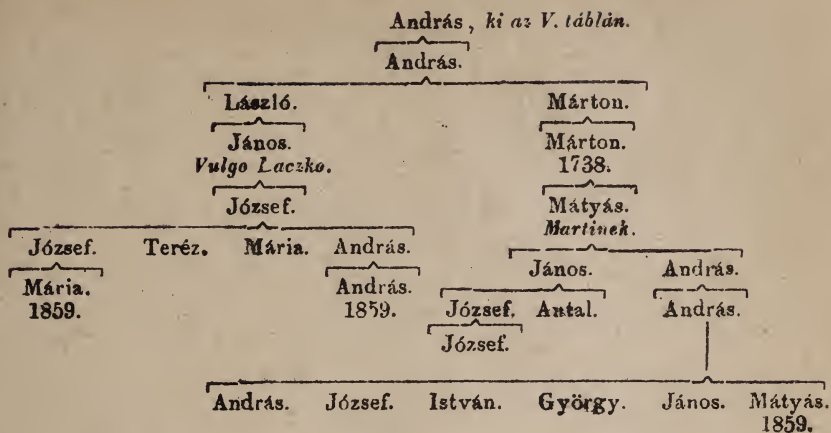 András, ki az V. táblán.
András.
László. Márton.
János. Márton.
Vulgo Laczko. 1738.
József. Mátyás.
Martinek.
József. Teréz. Mária. András.
János. András.
Mária. András.
1859. 1859.
József. Antal. András.
József.
András. József. István. György. János. Mátyás.
1859.